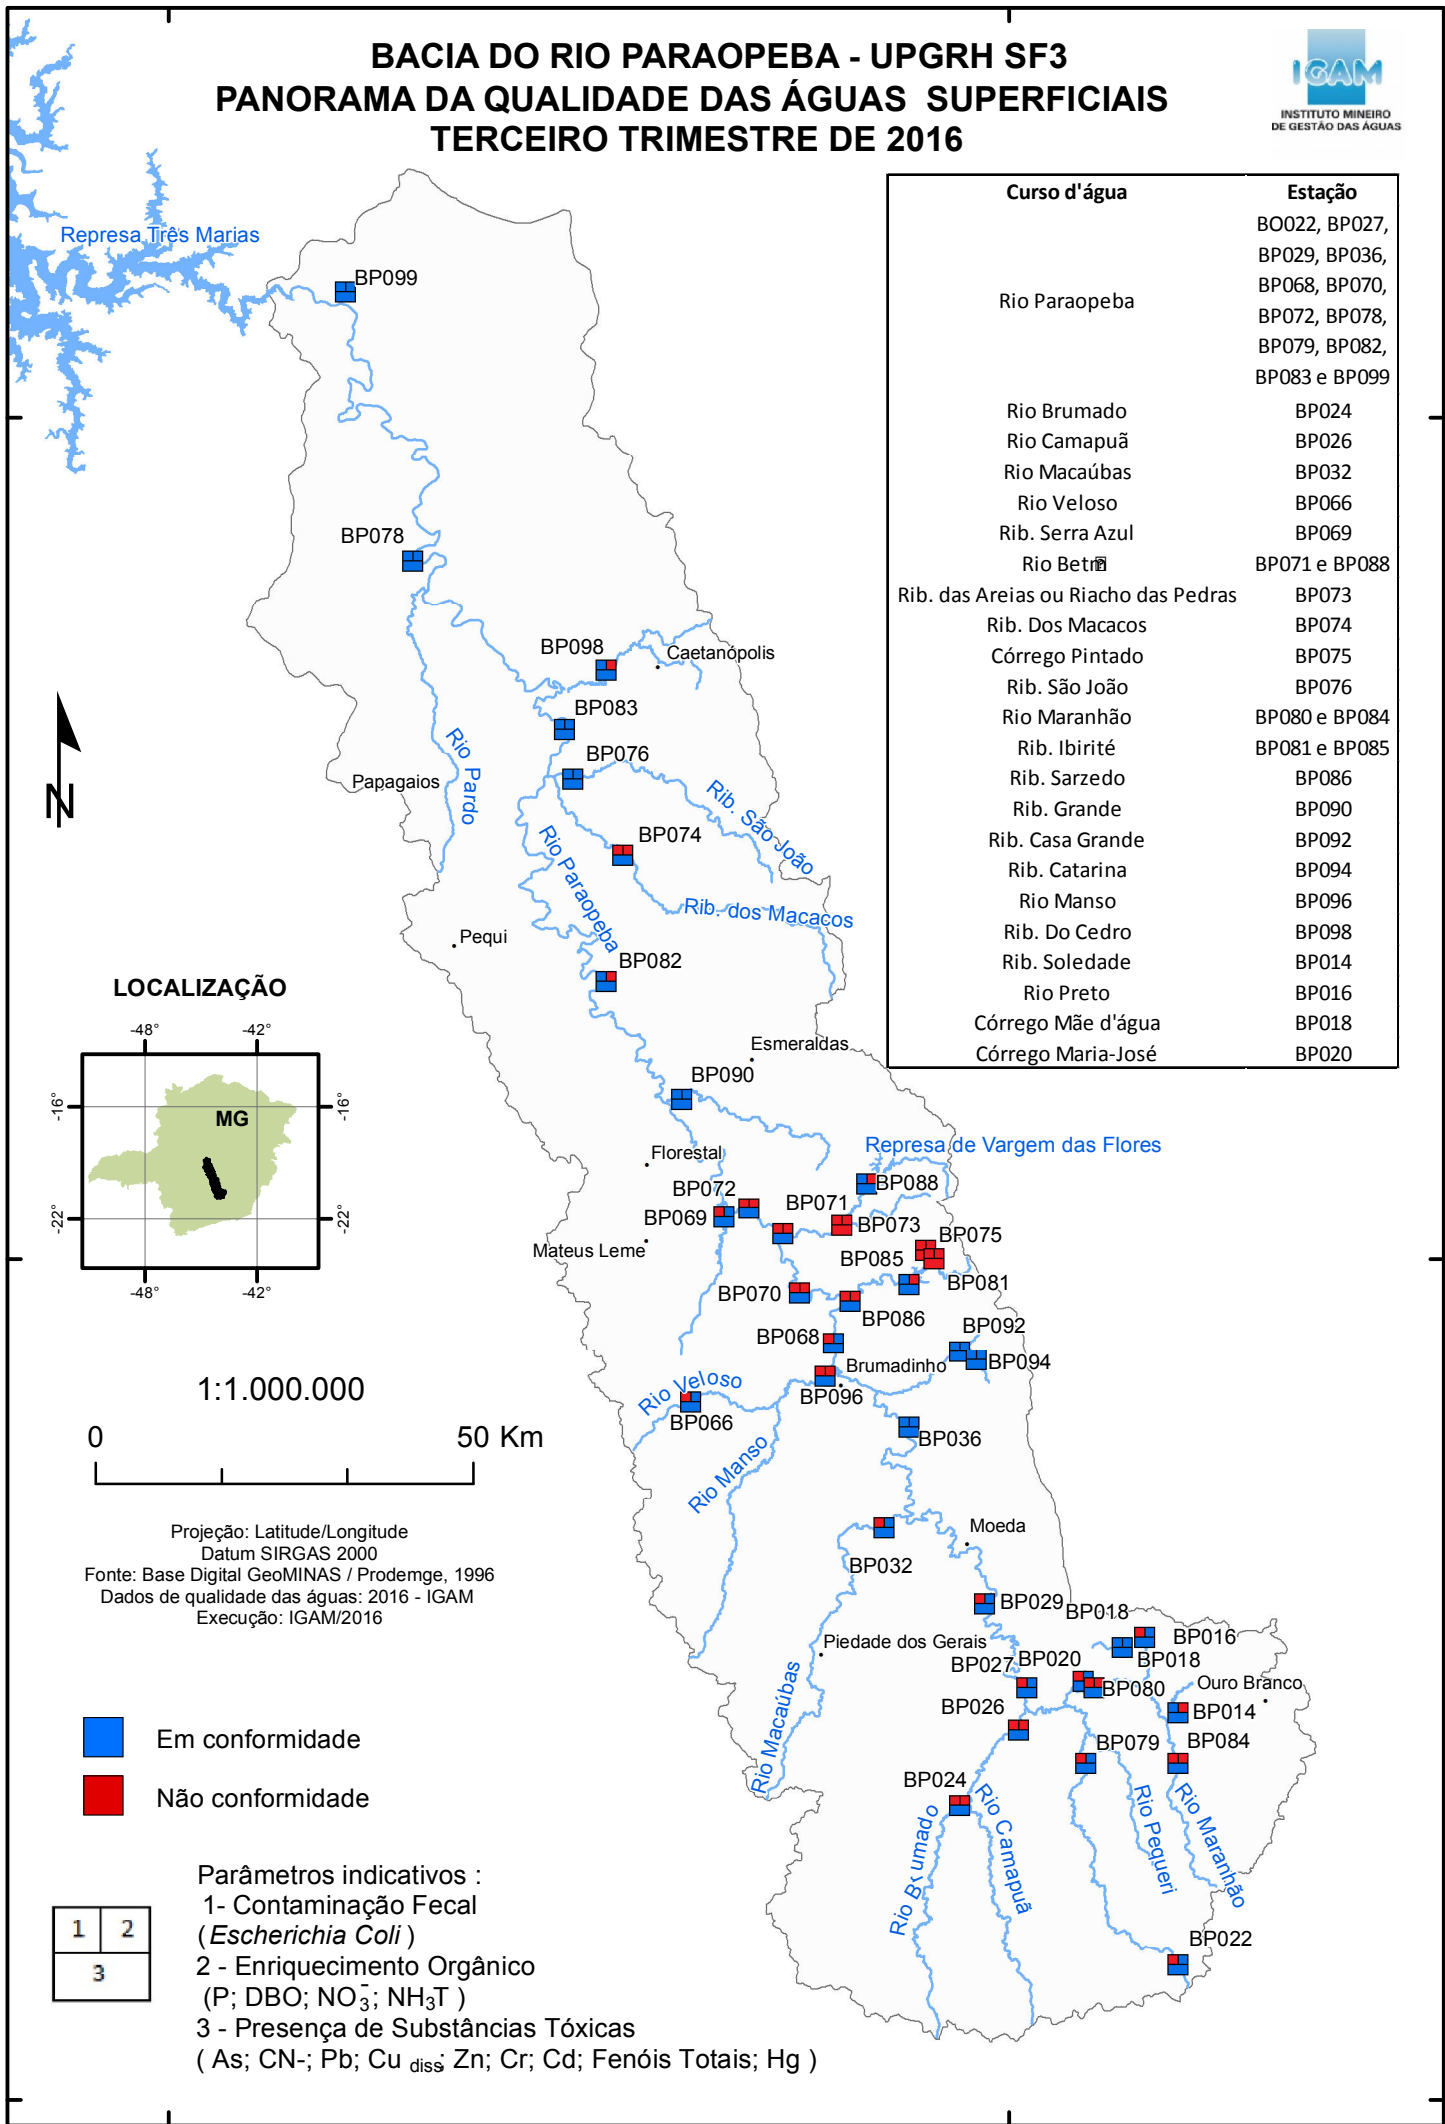 BACIA DO RIO PARAOPEBA - UPGRH SF3
PANORAMA DA QUALIDADE DAS ÁGUAS SUPERFICIAIS
TERCEIRO TRIMESTRE DE 2016
IGAM
INSTITUTO MINEIRO
DE GESTÃO DAS ÁGUAS
Curso d'água Estação
Rio Paraopeba BO022, BP027,
BP029, BP036,
BP068, BP070,
BP072, BP078,
BP079, BP082,
BP083 e BP099
Rio Brumado BP024
Rio Camapuã BP026
Rio Macaúbas BP032
Rio Veloso BP066
Rib. Serra Azul BP069
Rio Betm BP071 e BP088
Rib. das Areias ou Riacho das Pedras BP073
Rib. Dos Macacos BP074
Córrego Pintado BP075
Rib. São João BP076
Rio Maranhão BP080 e BP084
Rib. Ibirité BP081 e BP085
Rib. Sarzedo BP086
Rib. Grande BP090
Rib. Casa Grande BP092
Rib. Catarina BP094
Rio Manso BP096
Rib. Do Cedro BP098
Rib. Soledade BP014
Rio Preto BP016
Córrego Mãe d'água BP018
Córrego Maria-José BP020
Represa Três Marias
BP099
BP078
BP098
Caetanópolis
BP083
BP076
Rio Pardo
Papagaios
Rib. São João
BP074
Rio Paraopeba
Rib. dos Macacos
Pequi
BP082
Esmeraldas
BP090
Represa de Vargem das Flores
Florestal
BP088
BP072
BP071
BP069
BP073
BP075
Mateus Leme
BP085
BP081
BP070
BP086
BP068
BP092
Brumadinho
BP094
Rio Veloso
BP096
BP066
BP036
Rio Manso
Moeda
BP032
BP029
BP018
BP016
Piedade dos Gerais
BP018
BP027
BP020
Ouro Branco
BP080
BP026
BP014
BP079
BP084
Rio Macaúbas
BP024
Rio Brumado
Rio Camapuã
Rio Pequeri
Rio Maranhão
BP022
N
LOCALIZAÇÃO
-48° -42°
-16° -16°
MG
-22° -22°
-48° -42°
1:1.000.000
0 50 Km
Projeção: Latitude/Longitude
Datum SIRGAS 2000
Fonte: Base Digital GeoMINAS / Prodemge, 1996
Dados de qualidade das águas: 2016 - IGAM
Execução: IGAM/2016
Em conformidade
Não conformidade
1 2
3
Parâmetros indicativos :
1- Contaminação Fecal
(Escherichia Coli )
2 - Enriquecimento Orgânico
(P; DBO; NO₃⁻; NH₃T )
3 - Presença de Substâncias Tóxicas
( As; CN-; Pb; Cu diss; Zn; Cr; Cd; Fenóis Totais; Hg )